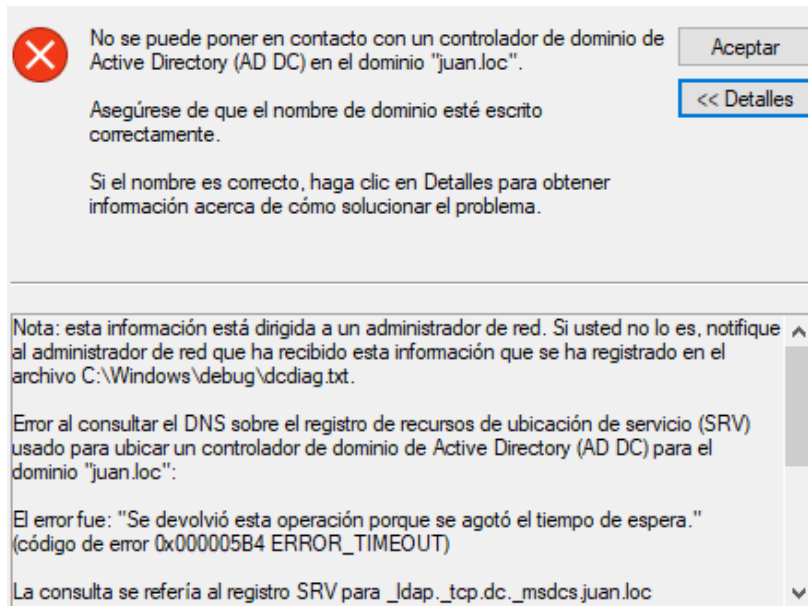 No se puede poner en contacto con un controlador de dominio de
Active Directory (AD DC) en el dominio "juan.loc".
Aceptar
<< Detalles
Asegúrese de que el nombre de dominio esté escrito
correctamente.
Si el nombre es correcto, haga clic en Detalles para obtener
información acerca de cómo solucionar el problema.
Nota: esta información está dirigida a un administrador de red. Si usted no lo es, notifique
al administrador de red que ha recibido esta información que se ha registrado en el
archivo C:\Windows\debug\dcdiag.txt.
Error al consultar el DNS sobre el registro de recursos de ubicación de servicio (SRV)
usado para ubicar un controlador de dominio de Active Directory (AD DC) para el
dominio "juan.loc":
El error fue: "Se devolvió esta operación porque se agotó el tiempo de espera."
(código de error 0x000005B4 ERROR_TIMEOUT)
La consulta se refería al registro SRV para _ldap._tcp.dc._msdcs.juan.loc